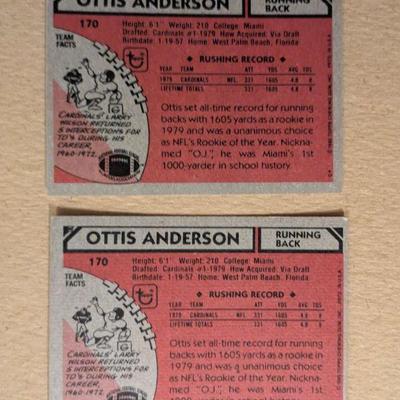 OTTIS ANDERSON
RUNNING
BACK
170
Height: 6'1" Weight: 210 College: Miami
Drafted: Cardinals #1-1979 How Acquired: Via Draft
Birthdate: 1-19-57 Home: West Palm Beach, Florida
TEAM
FACTS
RUSHING RECORD
YEAR TEAM ATT YDS AVG TDS
1979 CARDINALS NFL 331 1605 4.8 8
LIFETIME TOTALS 331 1605 4.8 8
Ottis set all-time record for running
backs with 1605 yards as a rookie in
1979 and was a unanimous choice
as NFL's Rookie of the Year. Nickna-
med "O.J.", he was Miami's 1st
1000-yarder in school history.
CARDINALS' LARRY
WILSON RETURNED
5 INTERCEPTIONS FOR
TD'S DURING HIS
CAREER,
1960-1972.
OTTIS ANDERSON
RUNNING
BACK
170
Height: 6'1" Weight: 210 College: Miami
Drafted: Cardinals #1-1979 How Acquired: Via Draft
Birthdate: 1-19-57 Home: West Palm Beach, Florida
TEAM
FACTS
RUSHING RECORD
YEAR TEAM ATT YDS AVG TDS
1979 CARDINALS NFL 331 1605 4.8 8
LIFETIME TOTALS 331 1605 4.8 8
Ottis set all-time record for running
backs with 1605 yards as a rookie in
1979 and was a unanimous choice
as NFL's Rookie of the Year. Nickna-
med "O.J.", he was Miami's 1st
1000-yarder in school history.
CARDINALS' LARRY
WILSON RETURNED
5 INTERCEPTIONS FOR
TD'S DURING HIS
CAREER,
1960-1972.